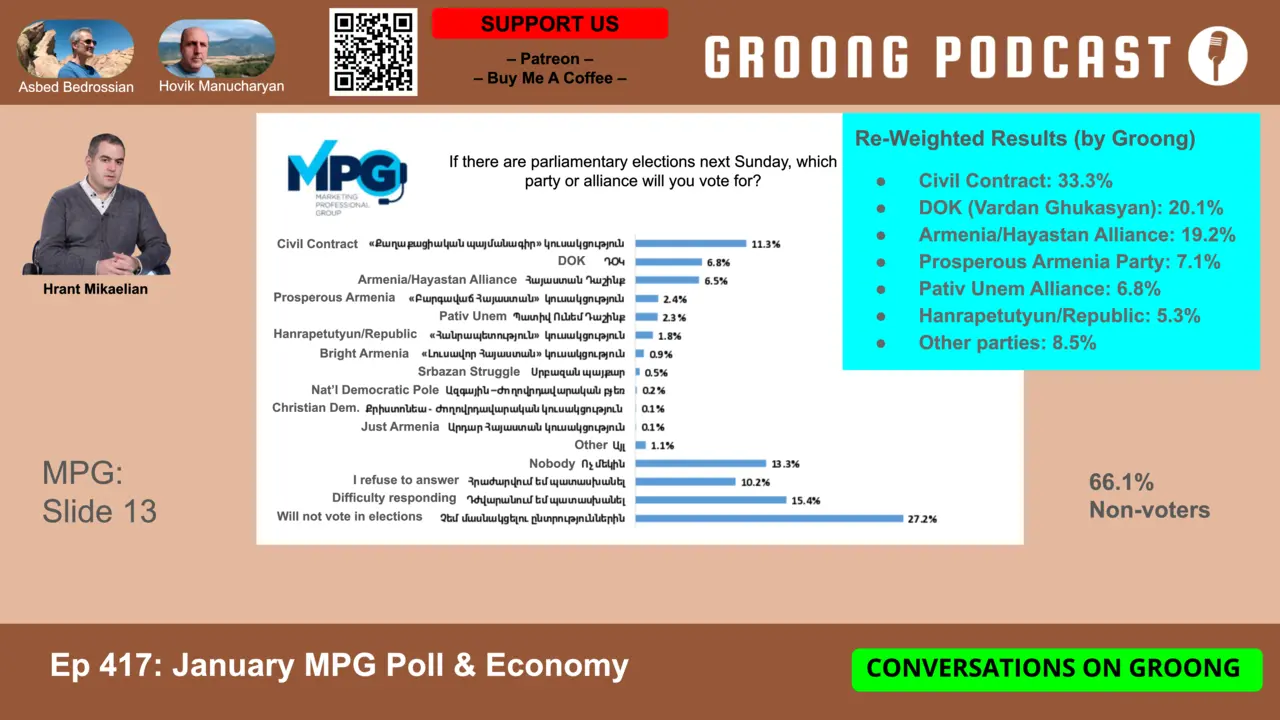 Asbed Bedrossian
Hovik Manucharyan
SUPPORT US
– Patreon –
– Buy Me A Coffee –
GROONG PODCAST
Hrant Mikaelian
MPG
MARKETING
PROFESSIONAL
GROUP
If there are parliamentary elections next Sunday, which
party or alliance will you vote for?
Civil Contract «Քաղաքացիական պայմանագիր» կուսակցություն 11.3%
DOK ԴՕԿ 6.8%
Armenia/Hayastan Alliance Հայաստան Դաշինք 6.5%
Prosperous Armenia «Բարգավաճ Հայաստան» կուսակցություն 2.4%
Pativ Unem Պատիվ Ունեմ Դաշինք 2.3%
Hanrapetutyun/Republic «Հանրապետություն» կուսակցություն 1.8%
Bright Armenia «Լուսավոր Հայաստան» կուսակցություն 0.9%
Srbazan Struggle Սրբազան պայքար 0.5%
Nat’l Democratic Pole Ազգային –Ժողովրդավարական բևեռ 0.2%
Christian Dem. Քրիստոնեա - Ժողովրդավարական կուսակցություն 0.1%
Just Armenia Արդար Հայաստան կուսակցություն 0.1%
Other Այլ 1.1%
Nobody Ոչ մեկին 13.3%
I refuse to answer Հրաժարվում եմ պատասխանել 10.2%
Difficulty responding Դժվարանում եմ պատասխանել 15.4%
Will not vote in elections Չեմ մասնակցելու ընտրություններին 27.2%
Re-Weighted Results (by Groong)
● Civil Contract: 33.3%
● DOK (Vardan Ghukasyan): 20.1%
● Armenia/Hayastan Alliance: 19.2%
● Prosperous Armenia Party: 7.1%
● Pativ Unem Alliance: 6.8%
● Hanrapetutyun/Republic: 5.3%
● Other parties: 8.5%
MPG:
Slide 13
66.1%
Non-voters
Ep 417: January MPG Poll & Economy
CONVERSATIONS ON GROONG